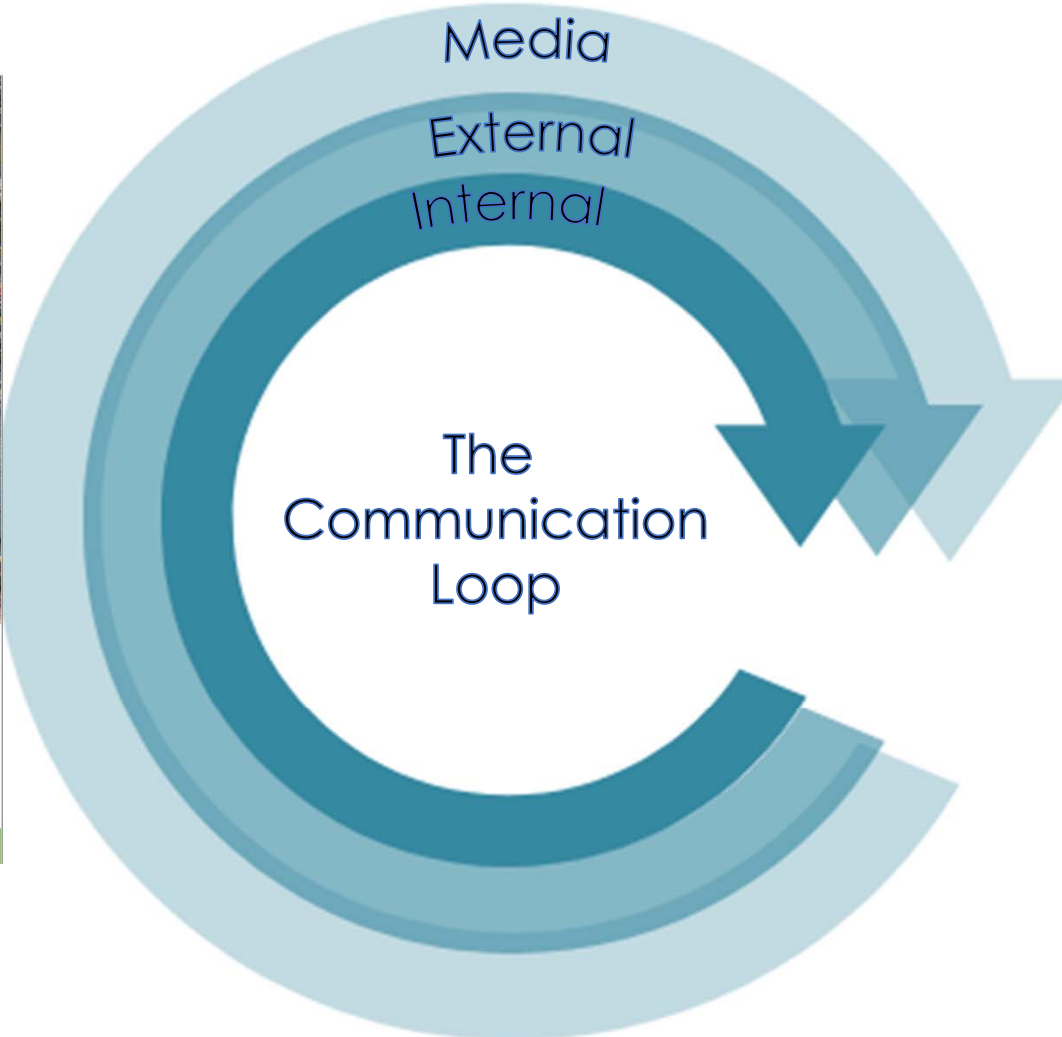 Media
External
Internal
The
Communication
Loop